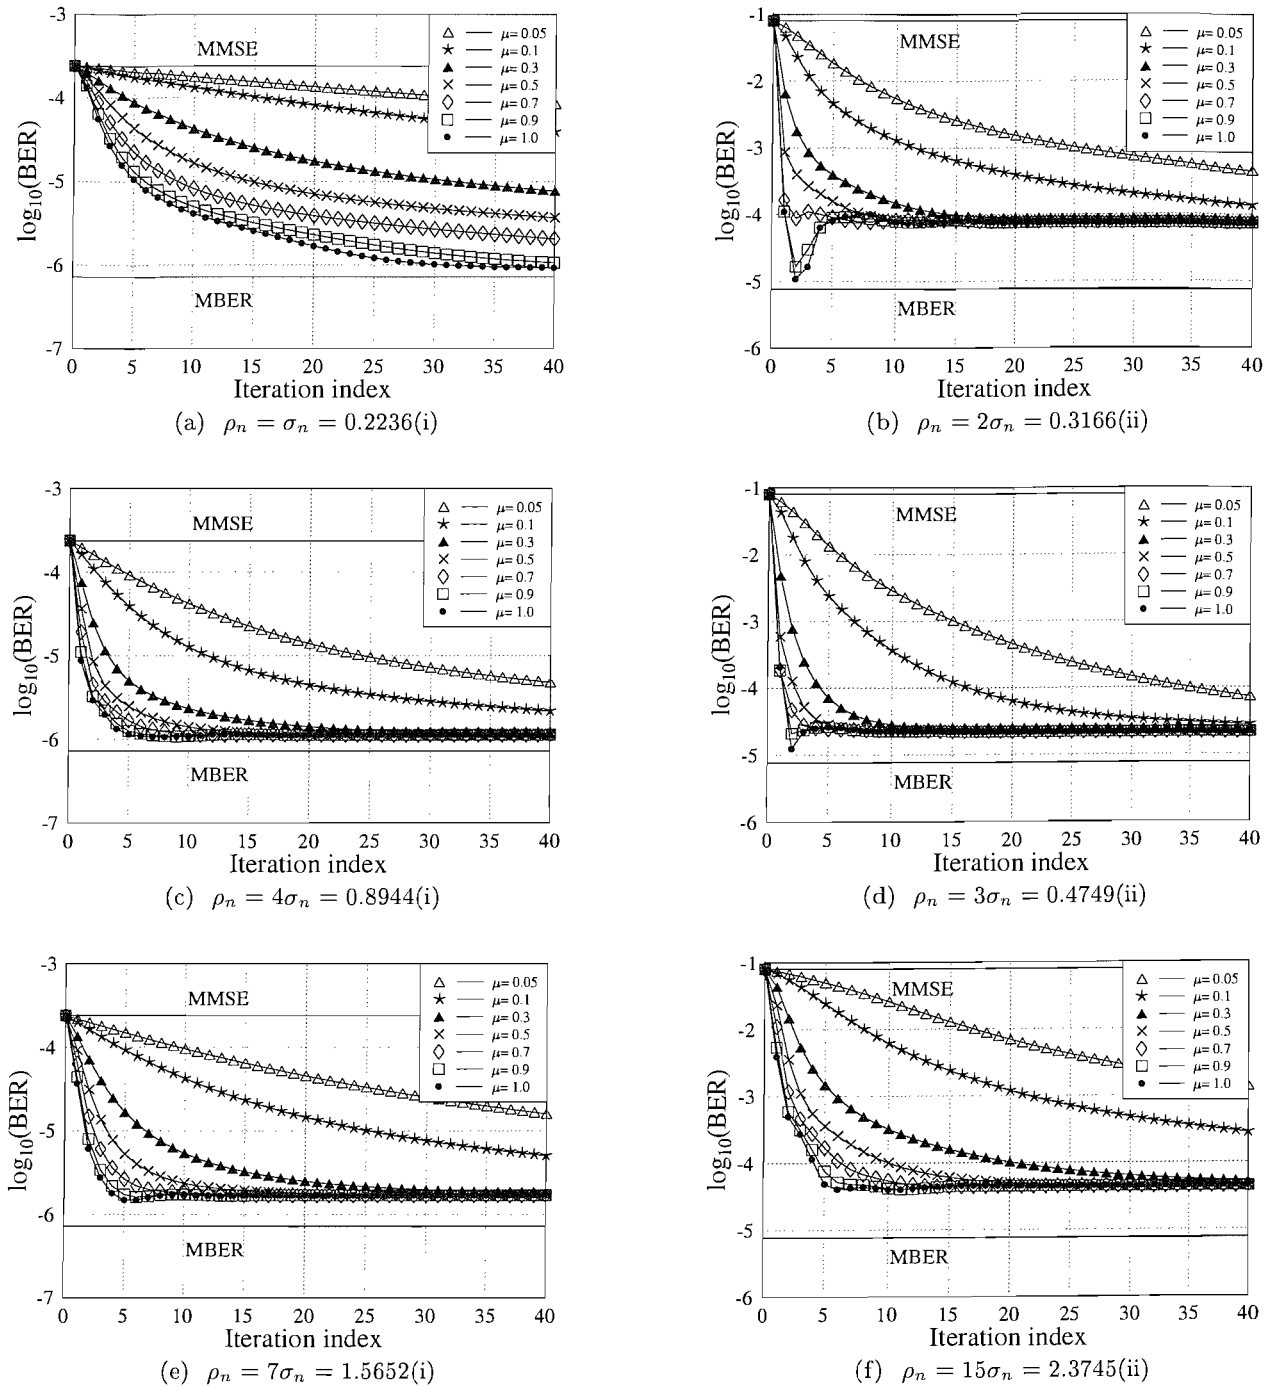 -3
MMSE
μ= 0.05
μ= 0.1
μ= 0.3
μ= 0.5
μ= 0.7
μ= 0.9
μ= 1.0
-4
-5
-6
-7
MBER
log10(BER)
0 5 10 15 20 25 30 35 40
Iteration index
(a) ρn = σn = 0.2236(i)
-1
MMSE
μ= 0.05
μ= 0.1
μ= 0.3
μ= 0.5
μ= 0.7
μ= 0.9
μ= 1.0
-2
-3
-4
-5
-6
MBER
log10(BER)
0 5 10 15 20 25 30 35 40
Iteration index
(b) ρn = 2σn = 0.3166(ii)
-3
MMSE
μ= 0.05
μ= 0.1
μ= 0.3
μ= 0.5
μ= 0.7
μ= 0.9
μ= 1.0
-4
-5
-6
-7
MBER
log10(BER)
0 5 10 15 20 25 30 35 40
Iteration index
(c) ρn = 4σn = 0.8944(i)
-1
MMSE
μ= 0.05
μ= 0.1
μ= 0.3
μ= 0.5
μ= 0.7
μ= 0.9
μ= 1.0
-2
-3
-4
-5
-6
MBER
log10(BER)
0 5 10 15 20 25 30 35 40
Iteration index
(d) ρn = 3σn = 0.4749(ii)
-3
MMSE
μ= 0.05
μ= 0.1
μ= 0.3
μ= 0.5
μ= 0.7
μ= 0.9
μ= 1.0
-4
-5
-6
-7
MBER
log10(BER)
0 5 10 15 20 25 30 35 40
Iteration index
(e) ρn = 7σn = 1.5652(i)
-1
MMSE
μ= 0.05
μ= 0.1
μ= 0.3
μ= 0.5
μ= 0.7
μ= 0.9
μ= 1.0
-2
-3
-4
-5
-6
MBER
log10(BER)
0 5 10 15 20 25 30 35 40
Iteration index
(f) ρn = 15σn = 2.3745(ii)